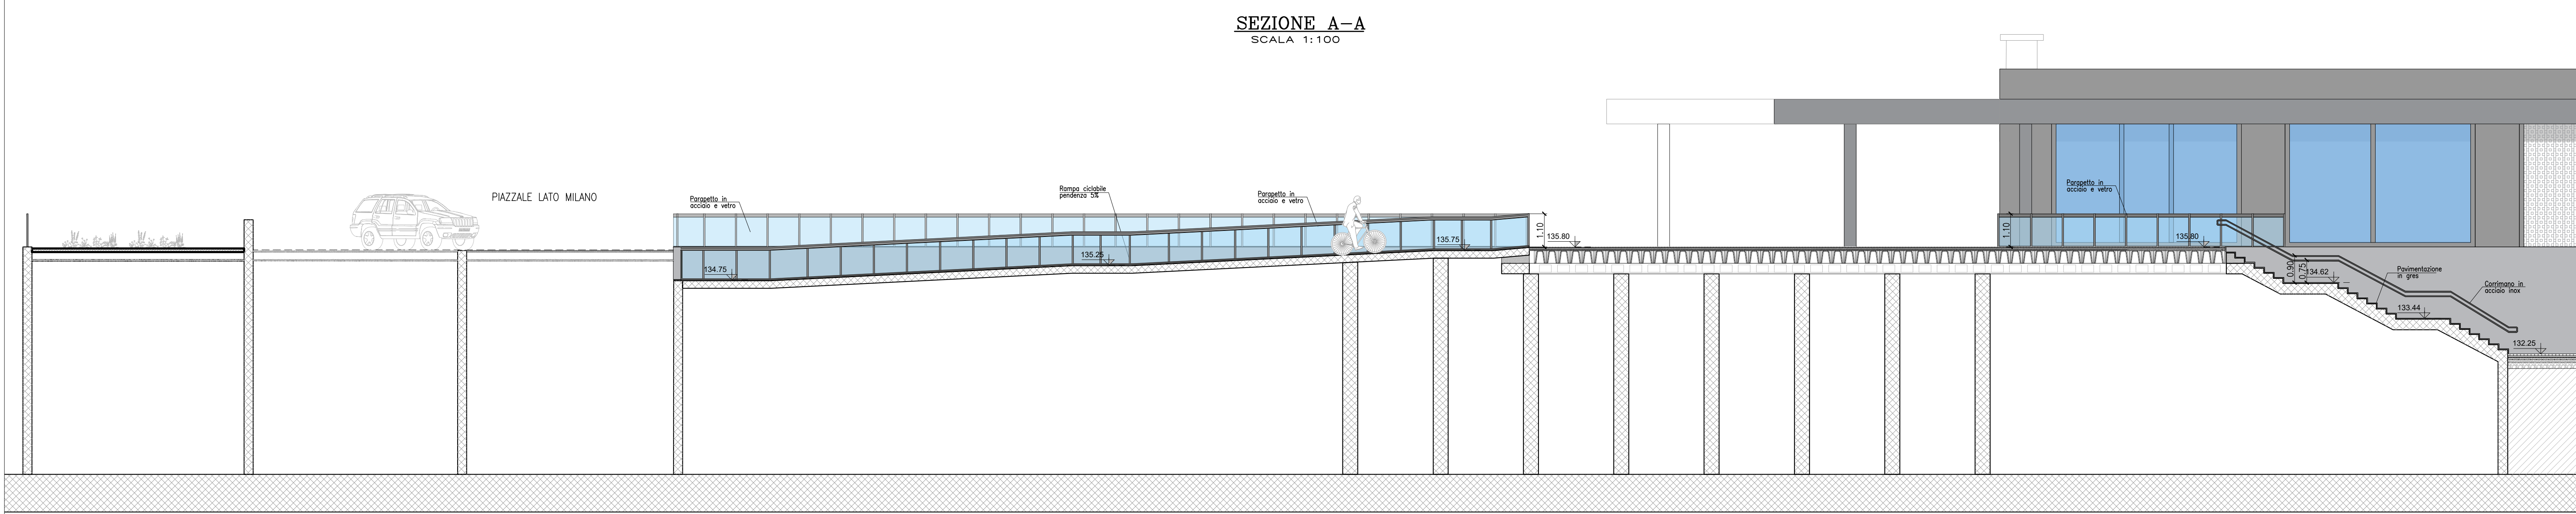 SEZIONE A-A
SCALA 1:100
PIAZZALE LATO MILANO
Parapetto in
acciaio e vetro
134.75
Rampa ciclabile
pendenza 5%
135.25
Parapetto in
acciaio e vetro
135.75
1.10
135.80
Parapetto in
acciaio e vetro
1.10
135.80
0.90
0.75
134.62
Pavimentazione
in gres
133.44
Corrimano in
acciaio inox
132.25